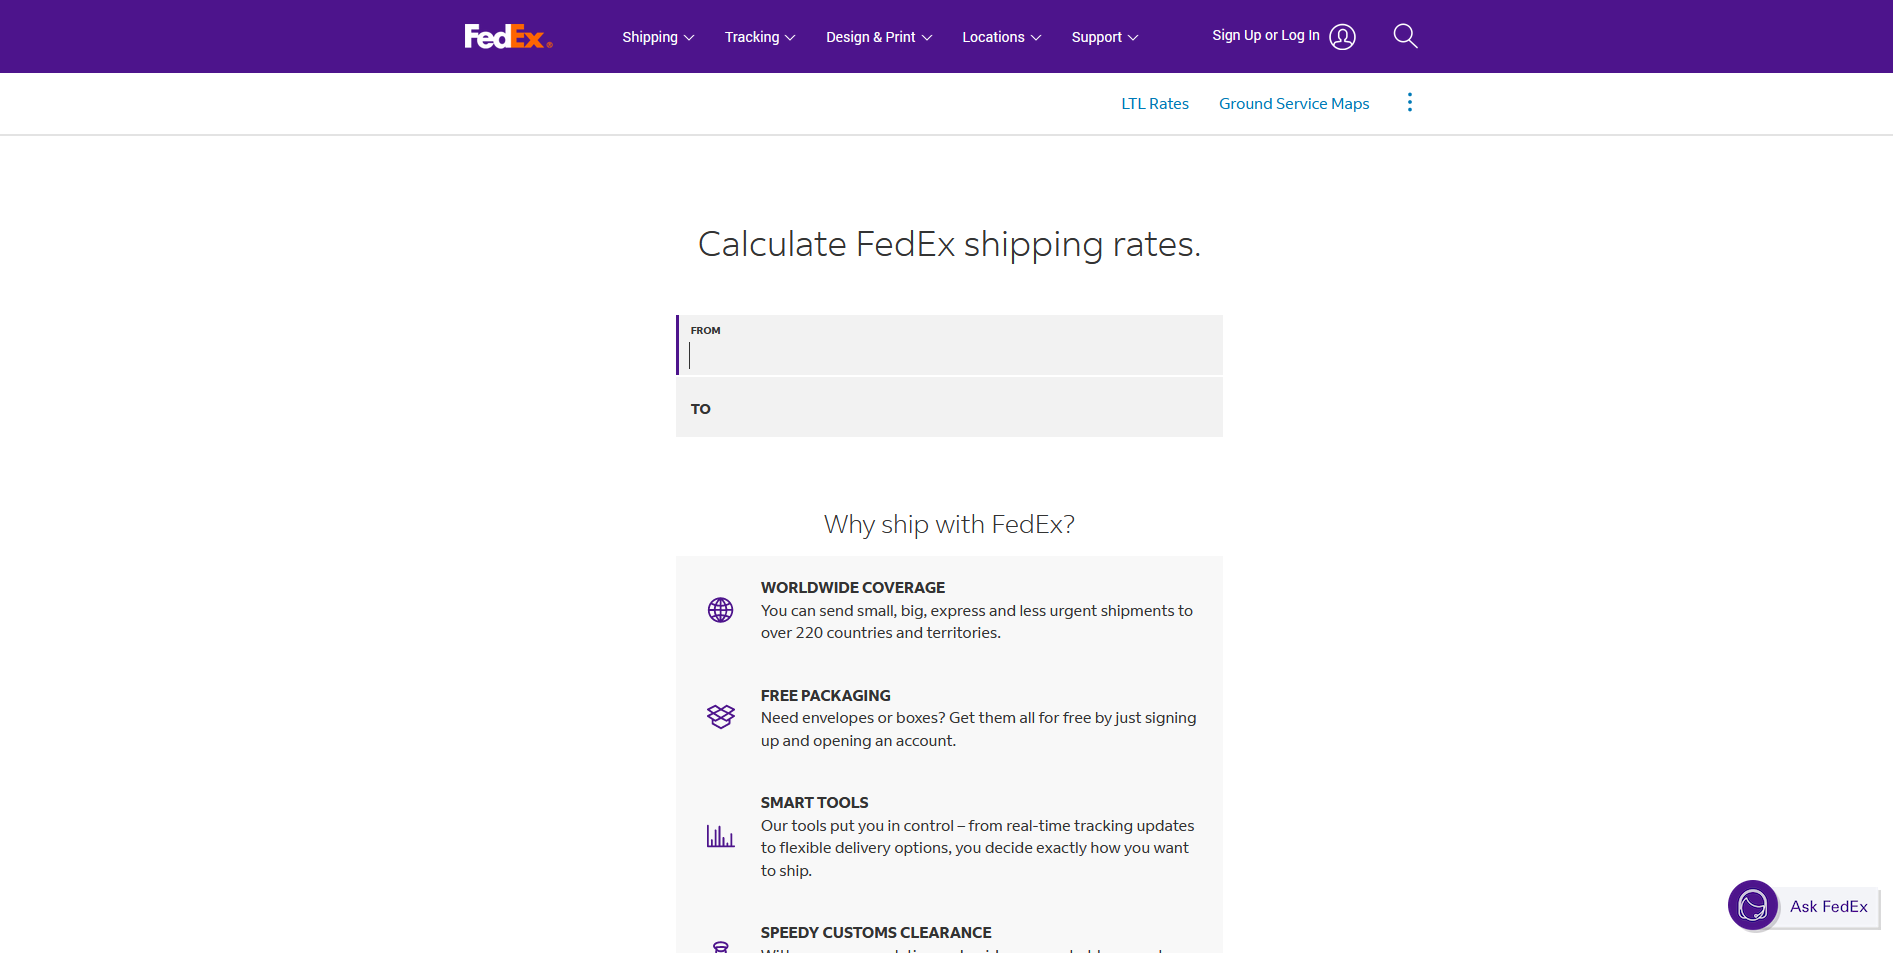 FedEx®
Shipping
Tracking
Design & Print
Locations
Support
Sign Up or Log In
LTL Rates
Ground Service Maps
Calculate FedEx shipping rates.
FROM
TO
Why ship with FedEx?
WORLDWIDE COVERAGE
You can send small, big, express and less urgent shipments to
over 220 countries and territories.
FREE PACKAGING
Need envelopes or boxes? Get them all for free by just signing
up and opening an account.
SMART TOOLS
Our tools put you in control – from real-time tracking updates
to flexible delivery options, you decide exactly how you want
to ship.
SPEEDY CUSTOMS CLEARANCE
Ask FedEx